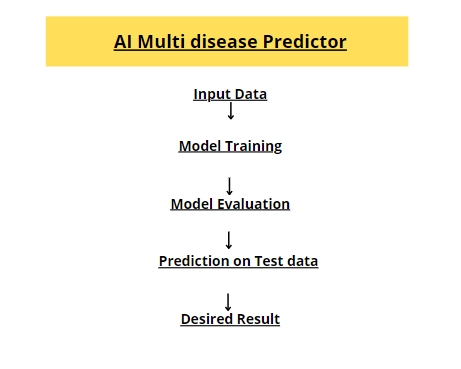 AI Multi disease Predictor
Input Data
Model Training
Model Evaluation
Prediction on Test data
Desired Result